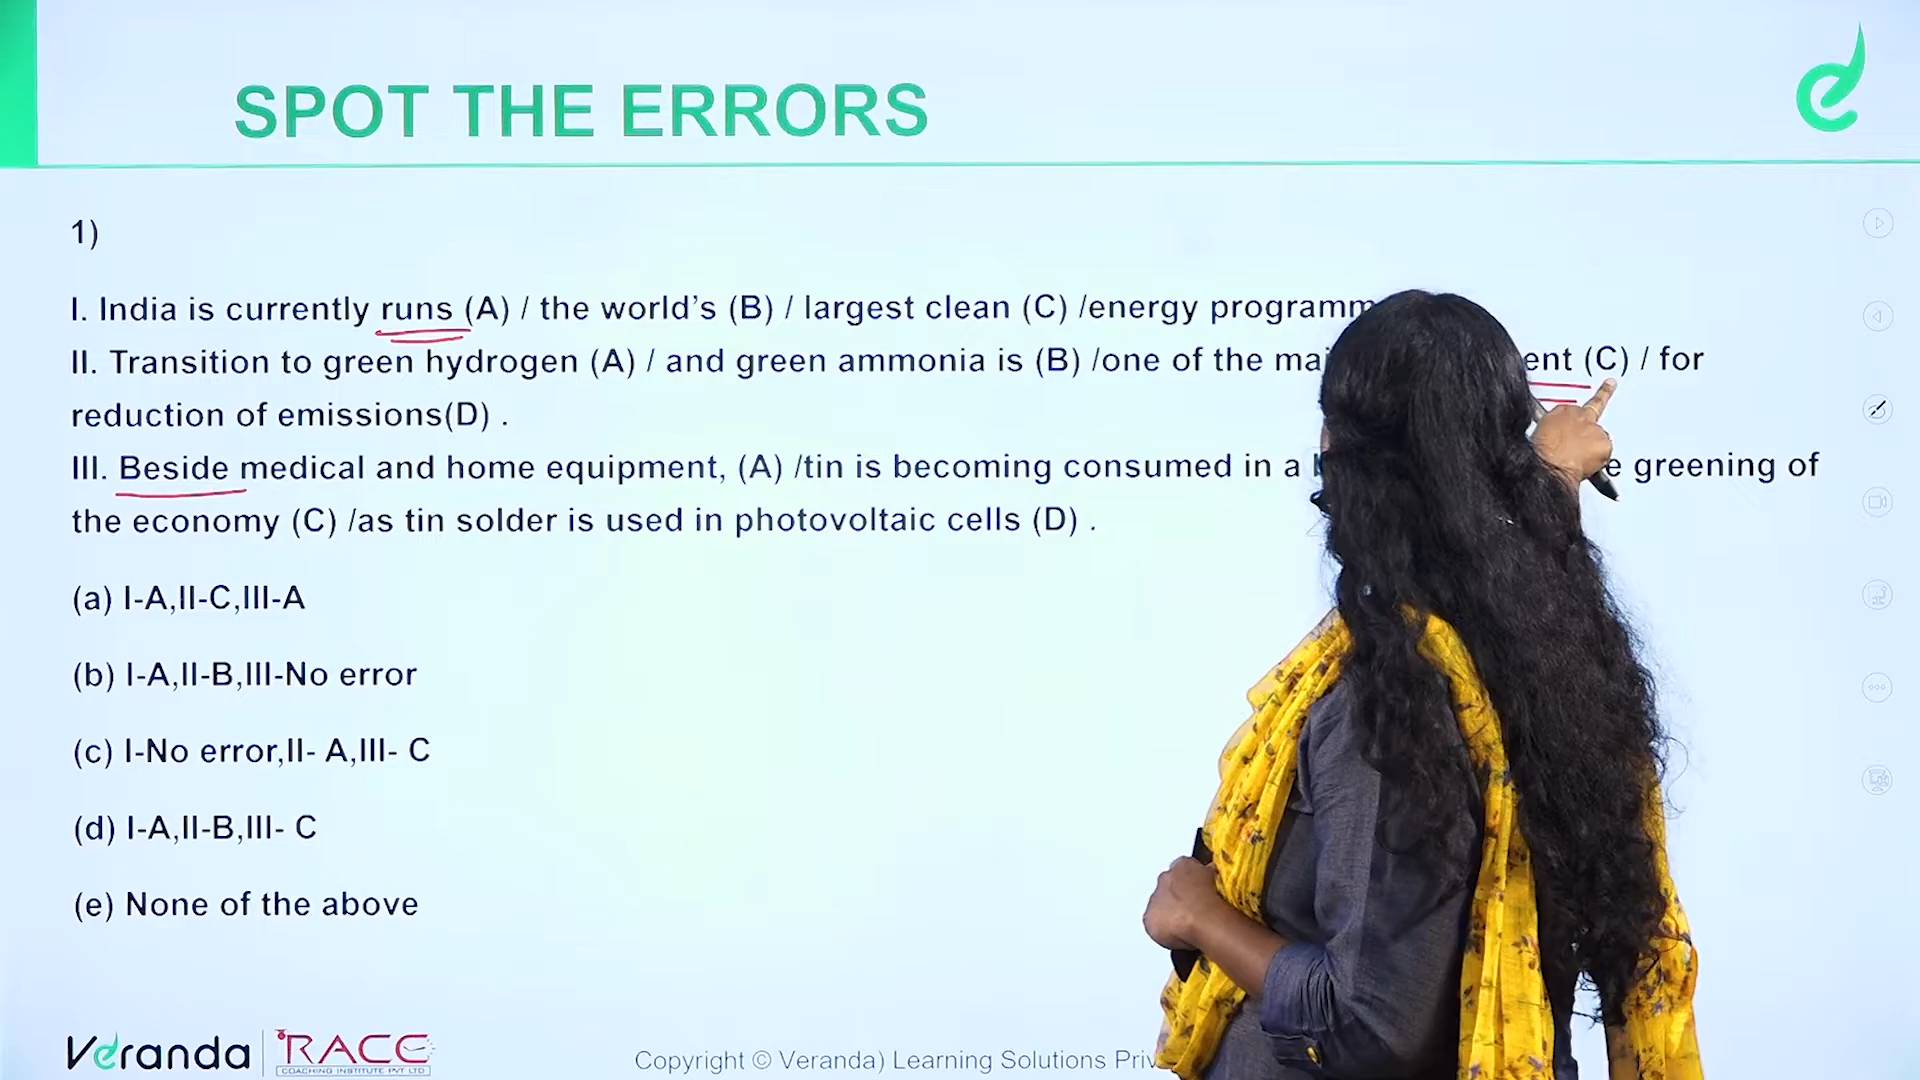 SPOT THE ERRORS
1)
I. India is currently runs (A) / the world's (B) / largest clean (C) /energy
II. Transition to green hydrogen (A) / and green ammonia is (B) /one of the (C) / for
reduction of emissions(D) .
III. Beside medical and home equipment, (A) /tin is becoming consumed in a greening of
the economy (C) /as tin solder is used in photovoltaic cells (D) .
(a) I-A,II-C,III-A
(b) I-A,II-B,III-No error
(c) I-No error,II- A,III- C
(d) I-A,II-B,III- C
(e) None of the above
Veranda RACE
COACHING INSTITUTE PVT LTD
Copyright © Veranda) Learning Solutions